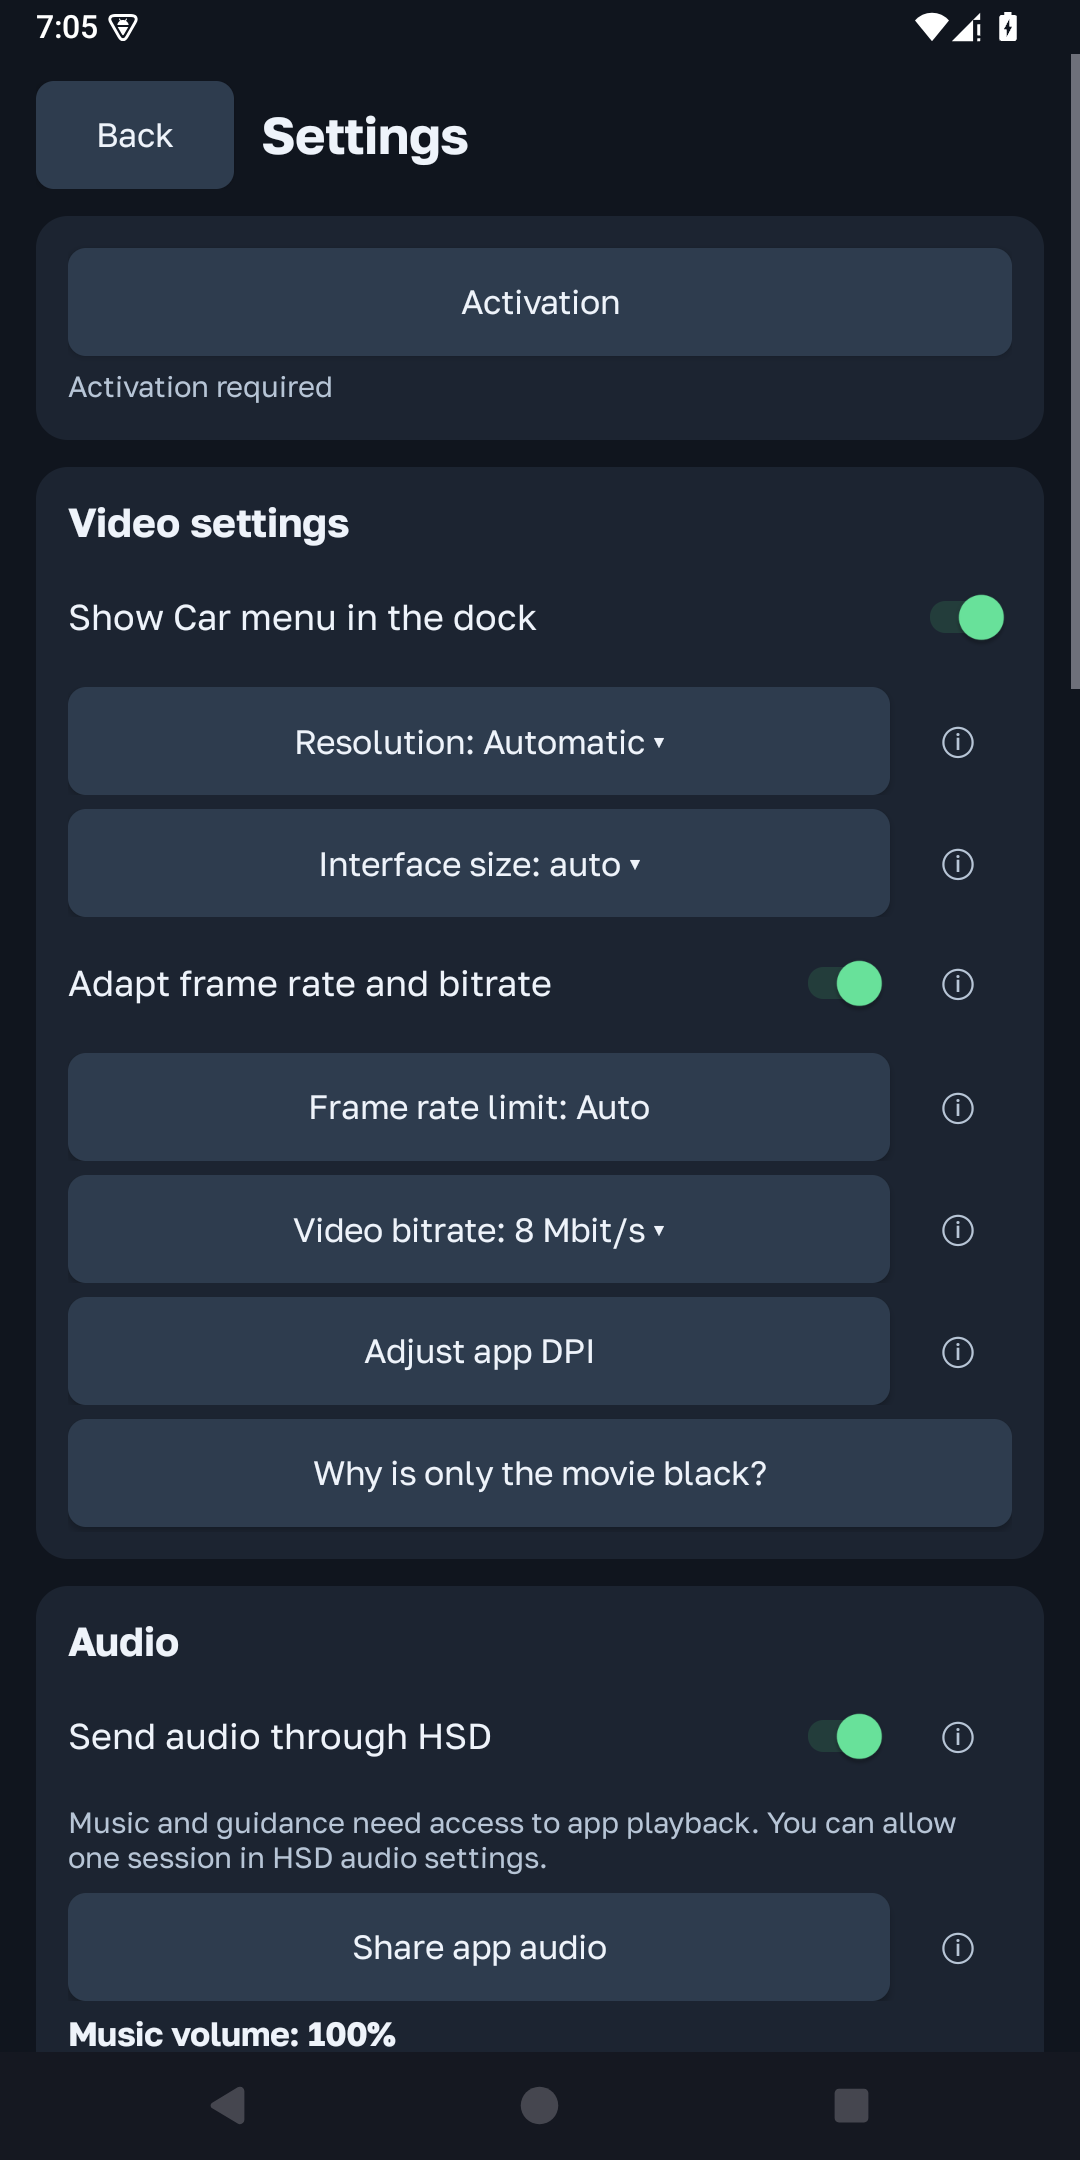 7:05
Back
Settings
Activation
Activation required
Video settings
Show Car menu in the dock
Resolution: Automatic ▾
Interface size: auto ▾
Adapt frame rate and bitrate
Frame rate limit: Auto
Video bitrate: 8 Mbit/s ▾
Adjust app DPI
Why is only the movie black?
Audio
Send audio through HSD
Music and guidance need access to app playback. You can allow
one session in HSD audio settings.
Share app audio
Music volume: 100%